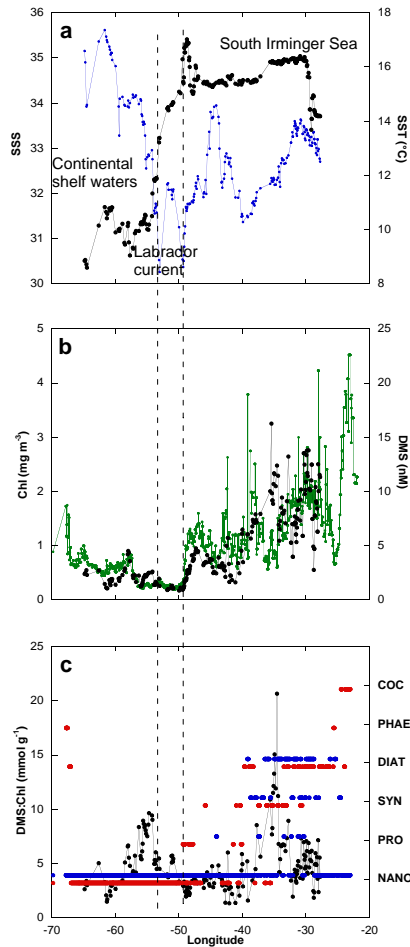 a
South Irminger Sea
Continental
shelf waters
Labrador
current
SSS
36
35
34
33
32
31
30
SST (°C)
18
16
14
12
10
8
b
Chl (mg m-3)
5
4
3
2
1
0
DMS (nM)
25
20
15
10
5
0
c
DMS:Chl (mmol g-1)
25
20
15
10
5
0
COC
PHAE
DIAT
SYN
PRO
NANO
-70 -60 -50 -40 -30 -20
Longitude